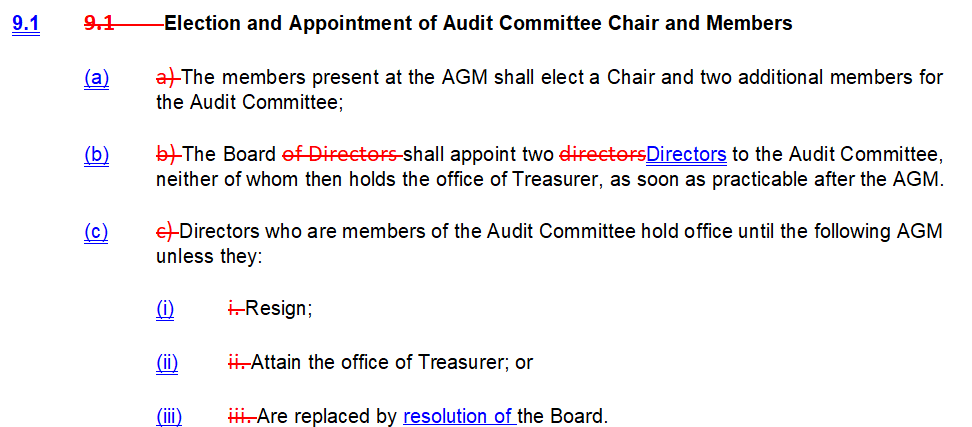 9.1 9.1 Election and Appointment of Audit Committee Chair and Members
(a) a) The members present at the AGM shall elect a Chair and two additional members for
the Audit Committee;
(b) b) The Board of Directors shall appoint two directorsDirectors to the Audit Committee,
neither of whom then holds the office of Treasurer, as soon as practicable after the AGM.
(c) c) Directors who are members of the Audit Committee hold office until the following AGM
unless they:
(i) i. Resign;
(ii) ii. Attain the office of Treasurer; or
(iii) iii. Are replaced by resolution of the Board.